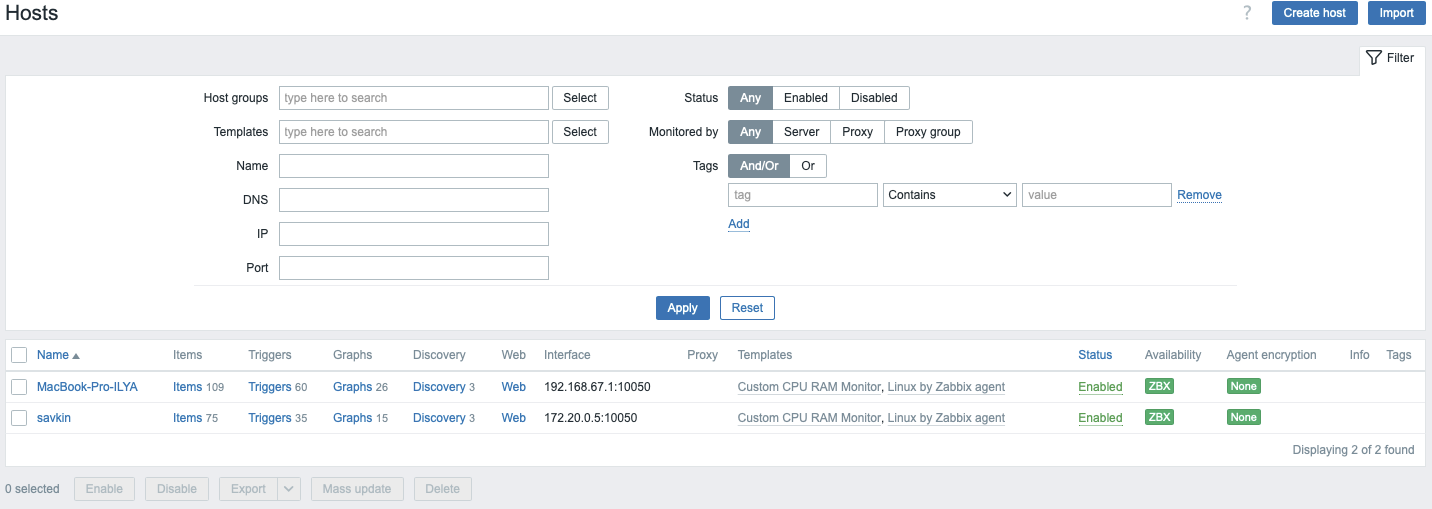 Hosts ? Create host Import
Filter
Host groups type here to search Select Status Any Enabled Disabled
Templates type here to search Select Monitored by Any Server Proxy Proxy group
Name Tags And/Or Or
DNS tag Contains value Remove
Add
IP
Port
Apply Reset
Name Items Triggers Graphs Discovery Web Interface Proxy Templates Status Availability Agent encryption Info Tags
MacBook-Pro-ILYA Items 109 Triggers 60 Graphs 26 Discovery 3 Web 192.168.67.1:10050 Custom CPU RAM Monitor, Linux by Zabbix agent Enabled ZBX None
savkin Items 75 Triggers 35 Graphs 15 Discovery 3 Web 172.20.0.5:10050 Custom CPU RAM Monitor, Linux by Zabbix agent Enabled ZBX None
Displaying 2 of 2 found
0 selected Enable Disable Export Mass update Delete